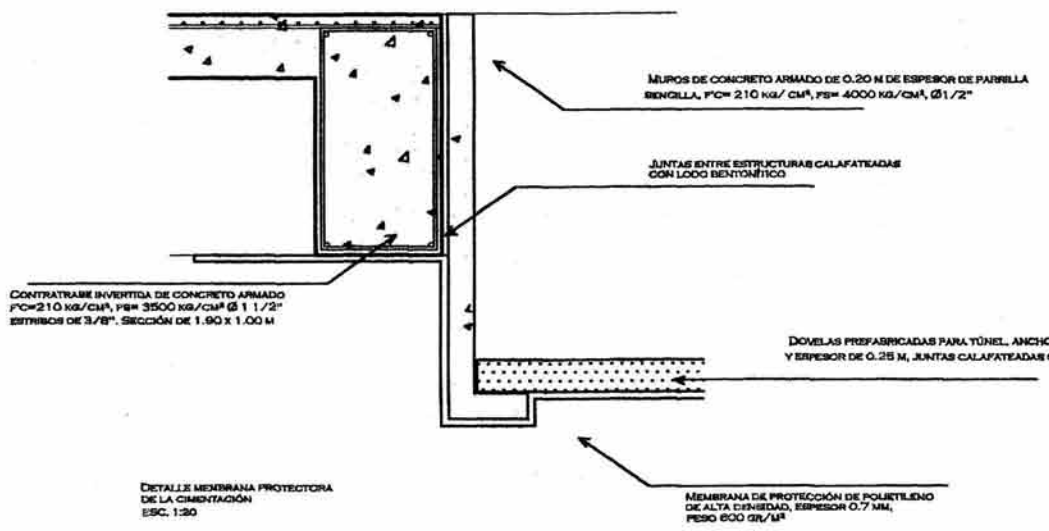 MUROS DE CONCRETO ARMADO DE 0.20 M DE ESPESOR DE PARRILLA
SENCILLA, F'C= 210 KG/ CM², FS= 4000 KG/CM², Ø1/2"
JUNTAS ENTRE ESTRUCTURAS CALAFATEADAS
CON LODO BENTONÍTICO
CONTRATRABE INVERTIDA DE CONCRETO ARMADO
F'C=210 KG/CM², FS= 3500 KG/CM² Ø 1 1/2"
ESTRIBOS DE 3/8". SECCIÓN DE 1.90 X 1.00 M
DOVELAS PREFABRICADAS PARA TÚNEL, ANCHO
Y ESPESOR DE 0.25 M, JUNTAS CALAFATEADAS
DETALLE MEMBRANA PROTECTORA
DE LA CIMENTACIÓN
ESC. 1:20
MEMBRANA DE PROTECCIÓN DE POLIETILENO
DE ALTA DENSIDAD, ESPESOR 0.7 MM,
PESO 600 GR/M²